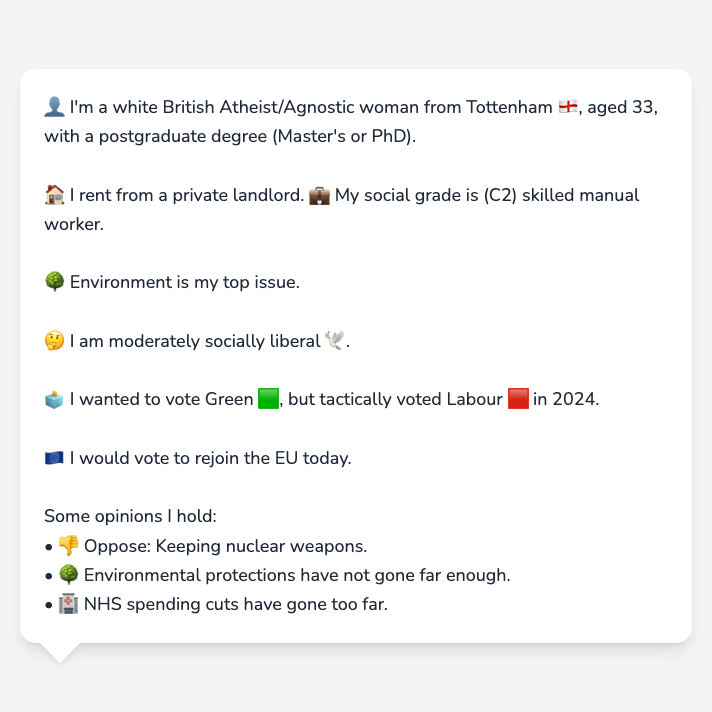 👤 I'm a white British Atheist/Agnostic woman from Tottenham 🏴󠁧󠁢󠁥󠁮󠁧󠁿, aged 33,
with a postgraduate degree (Master's or PhD).
🏠 I rent from a private landlord. 💼 My social grade is (C2) skilled manual
worker.
🌳 Environment is my top issue.
🤔 I am moderately socially liberal 🕊️.
🗳️ I wanted to vote Green 🟩, but tactically voted Labour 🟥 in 2024.
🇪🇺 I would vote to rejoin the EU today.
Some opinions I hold:
• 👎 Oppose: Keeping nuclear weapons.
• 🌳 Environmental protections have not gone far enough.
• 🏥 NHS spending cuts have gone too far.